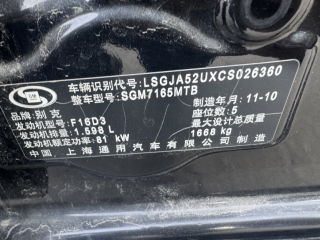 车辆识别代号: LSGJA52UXCS026360
整车型号: SGM7165MTB
品牌: 别克 制造年月: 11-10
发动机型号: F16D3 座位数: 5
发动机排量: 1.598 L 最大设计总质量
发动机额定功率: 81 kW 1668 kg
中国 上海通用汽车有限公司 制造